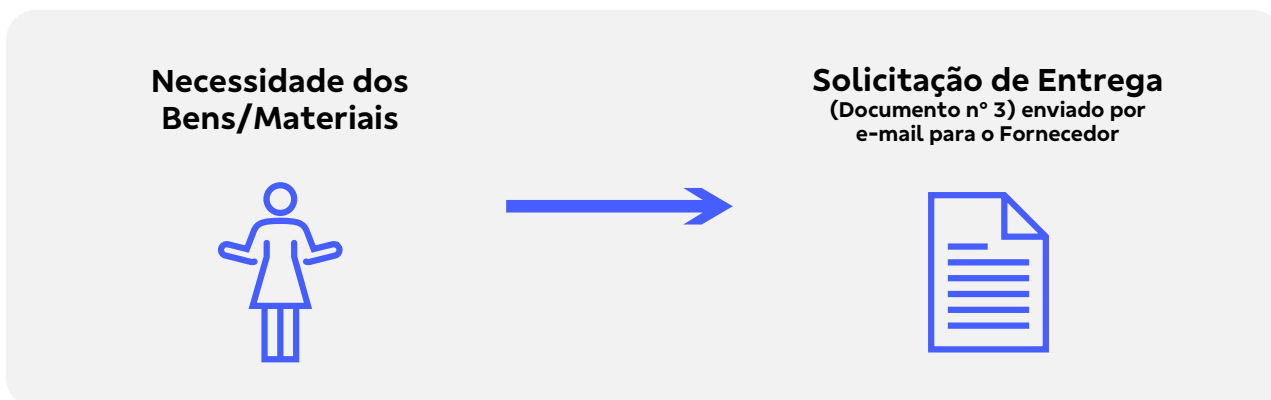 Necessidade dos
Bens/Materiais
Solicitação de Entrega
(Documento nº 3) enviado por
e-mail para o Fornecedor